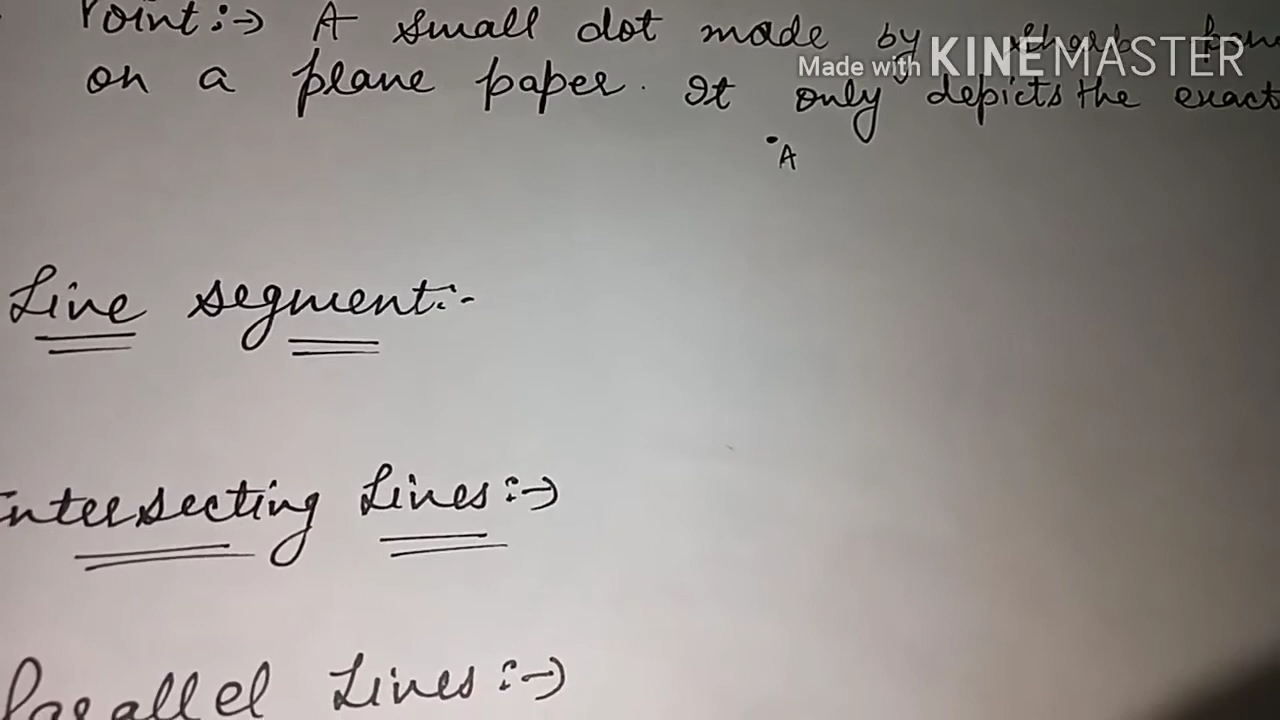 Point:→ A small dot made by
Made with KINEMASTER
on a plane paper. It only depicts the exact
A
Line segment:-
intersecting Lines:→
Parallel Lines:→